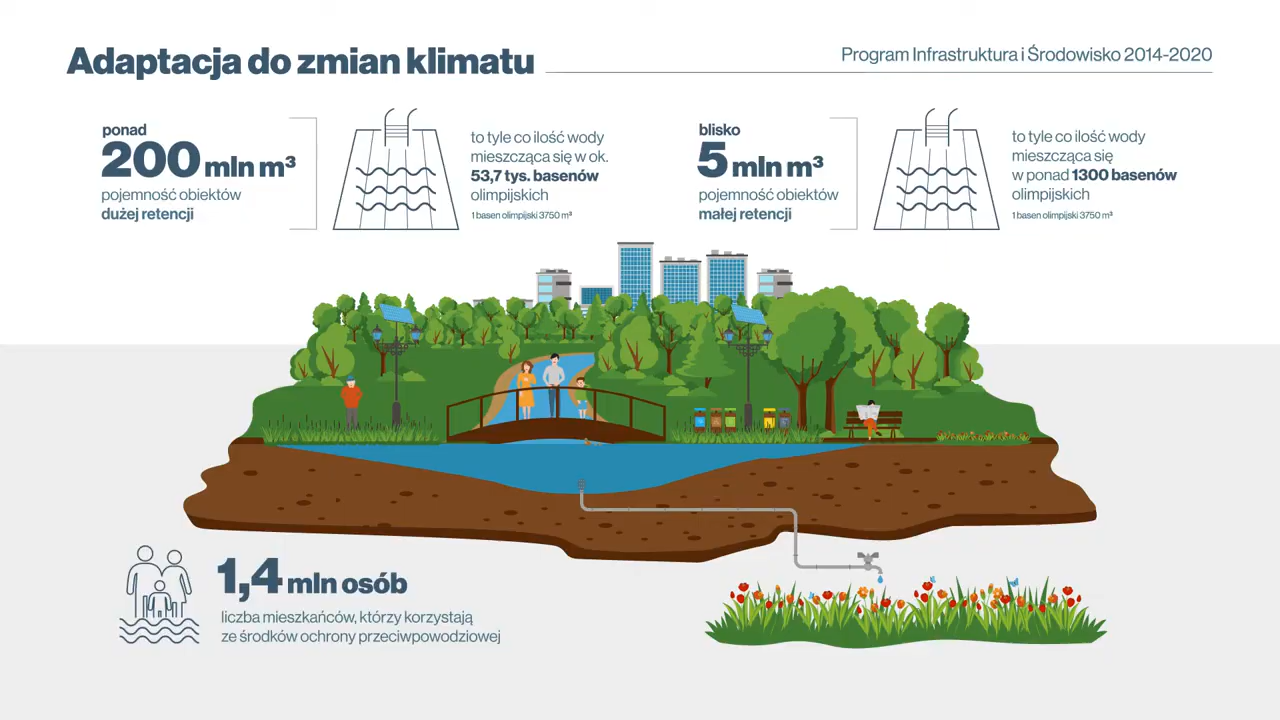 Adaptacja do zmian klimatu
Program Infrastruktura i Środowisko 2014-2020
ponad
200 mln m³
pojemność obiektów
dużej retencji
to tyle co ilość wody
mieszcząca się w ok.
53,7 tys. basenów
olimpijskich
1 basen olimpijski 3750 m³
blisko
5 mln m³
pojemność obiektów
małej retencji
to tyle co ilość wody
mieszcząca się
w ponad 1300 basenów
olimpijskich
1 basen olimpijski 3750 m³
1,4 mln osób
liczba mieszkańców, którzy korzystają
ze środków ochrony przeciwpowodziowej